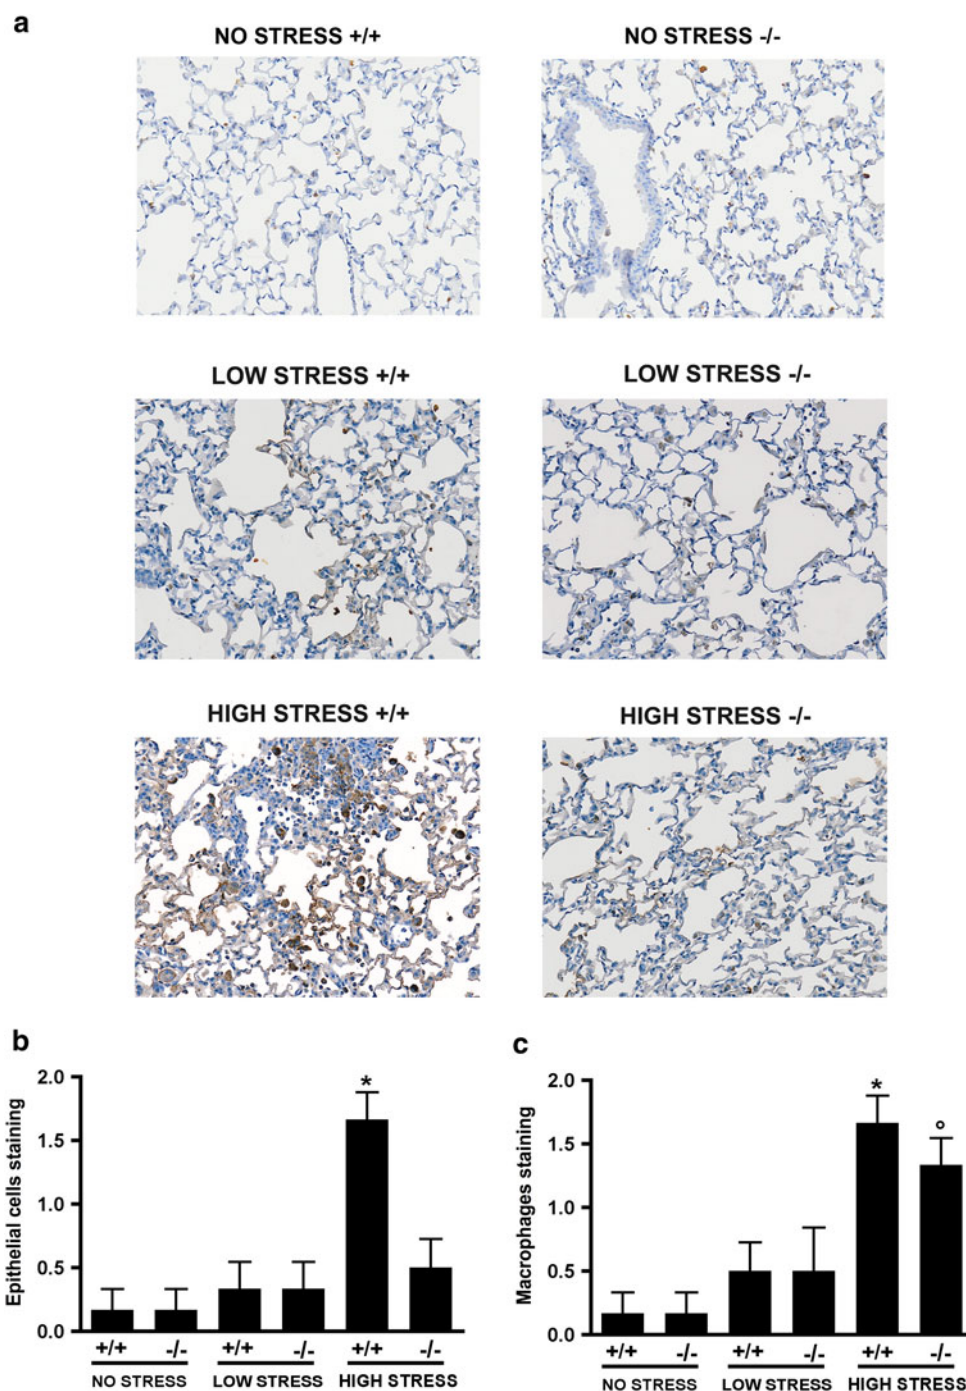 a
NO STRESS +/+
NO STRESS -/-
LOW STRESS +/+
LOW STRESS -/-
HIGH STRESS +/+
HIGH STRESS -/-
b
Epithelial cells staining
2.0
1.5
1.0
0.5
0.0
*
+/+
-/-
+/+
-/-
+/+
-/-
NO STRESS
LOW STRESS
HIGH STRESS
c
Macrophages staining
2.0
1.5
1.0
0.5
0.0
*
°
+/+
-/-
+/+
-/-
+/+
-/-
NO STRESS
LOW STRESS
HIGH STRESS